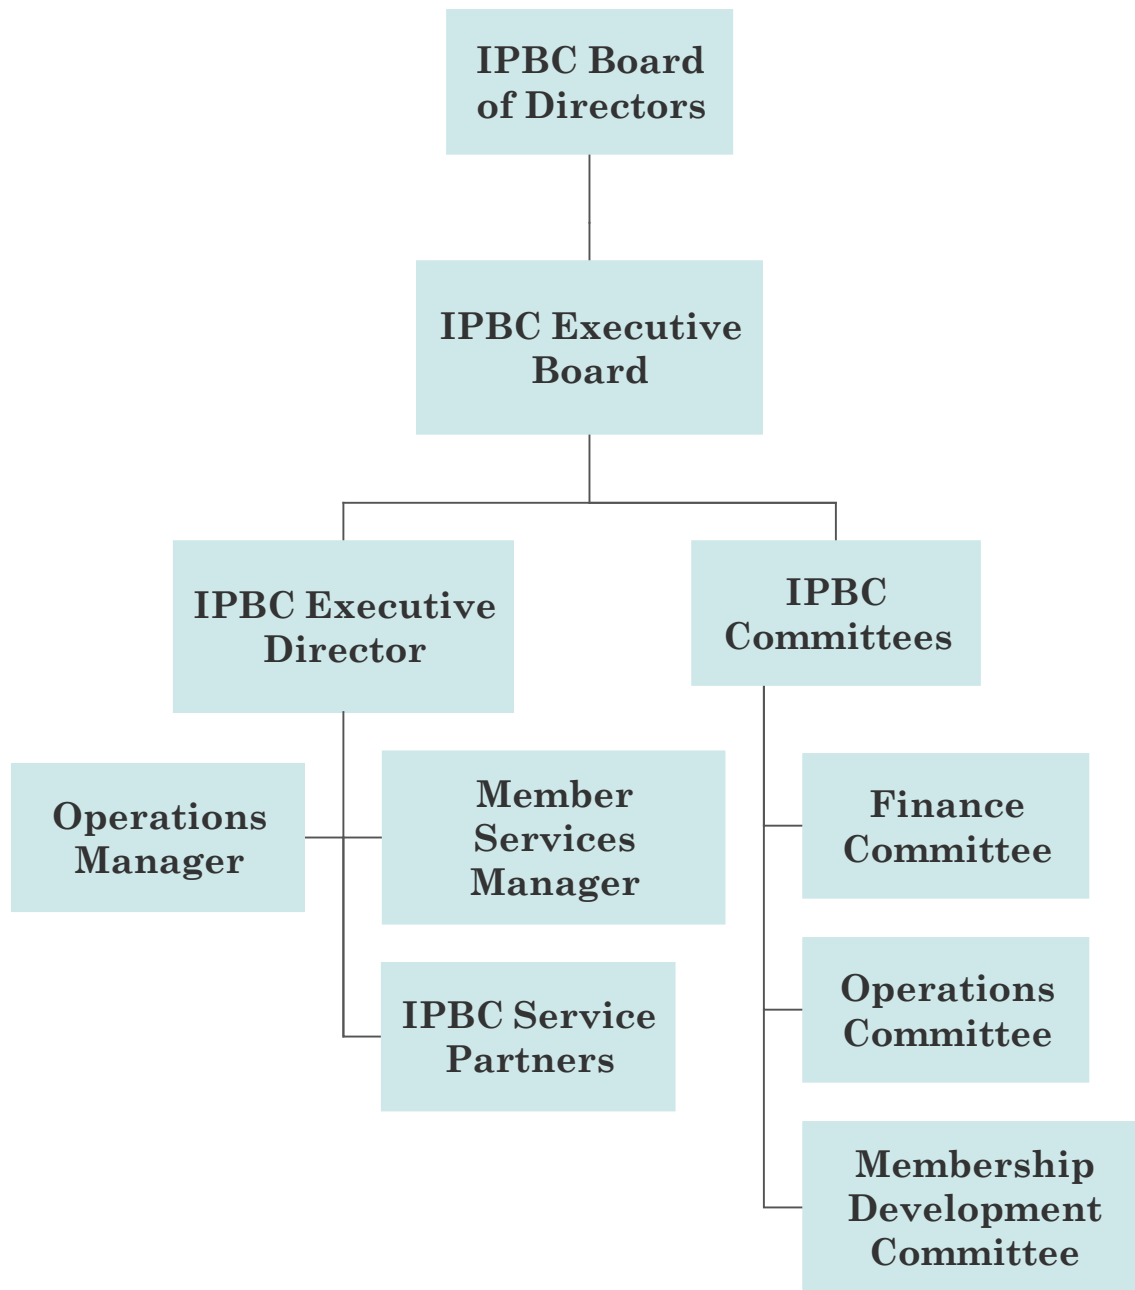 IPBC Board
of Directors
IPBC Executive
Board
IPBC Executive
Director
IPBC
Committees
Operations
Manager
Member
Services
Manager
Finance
Committee
IPBC Service
Partners
Operations
Committee
Membership
Development
Committee